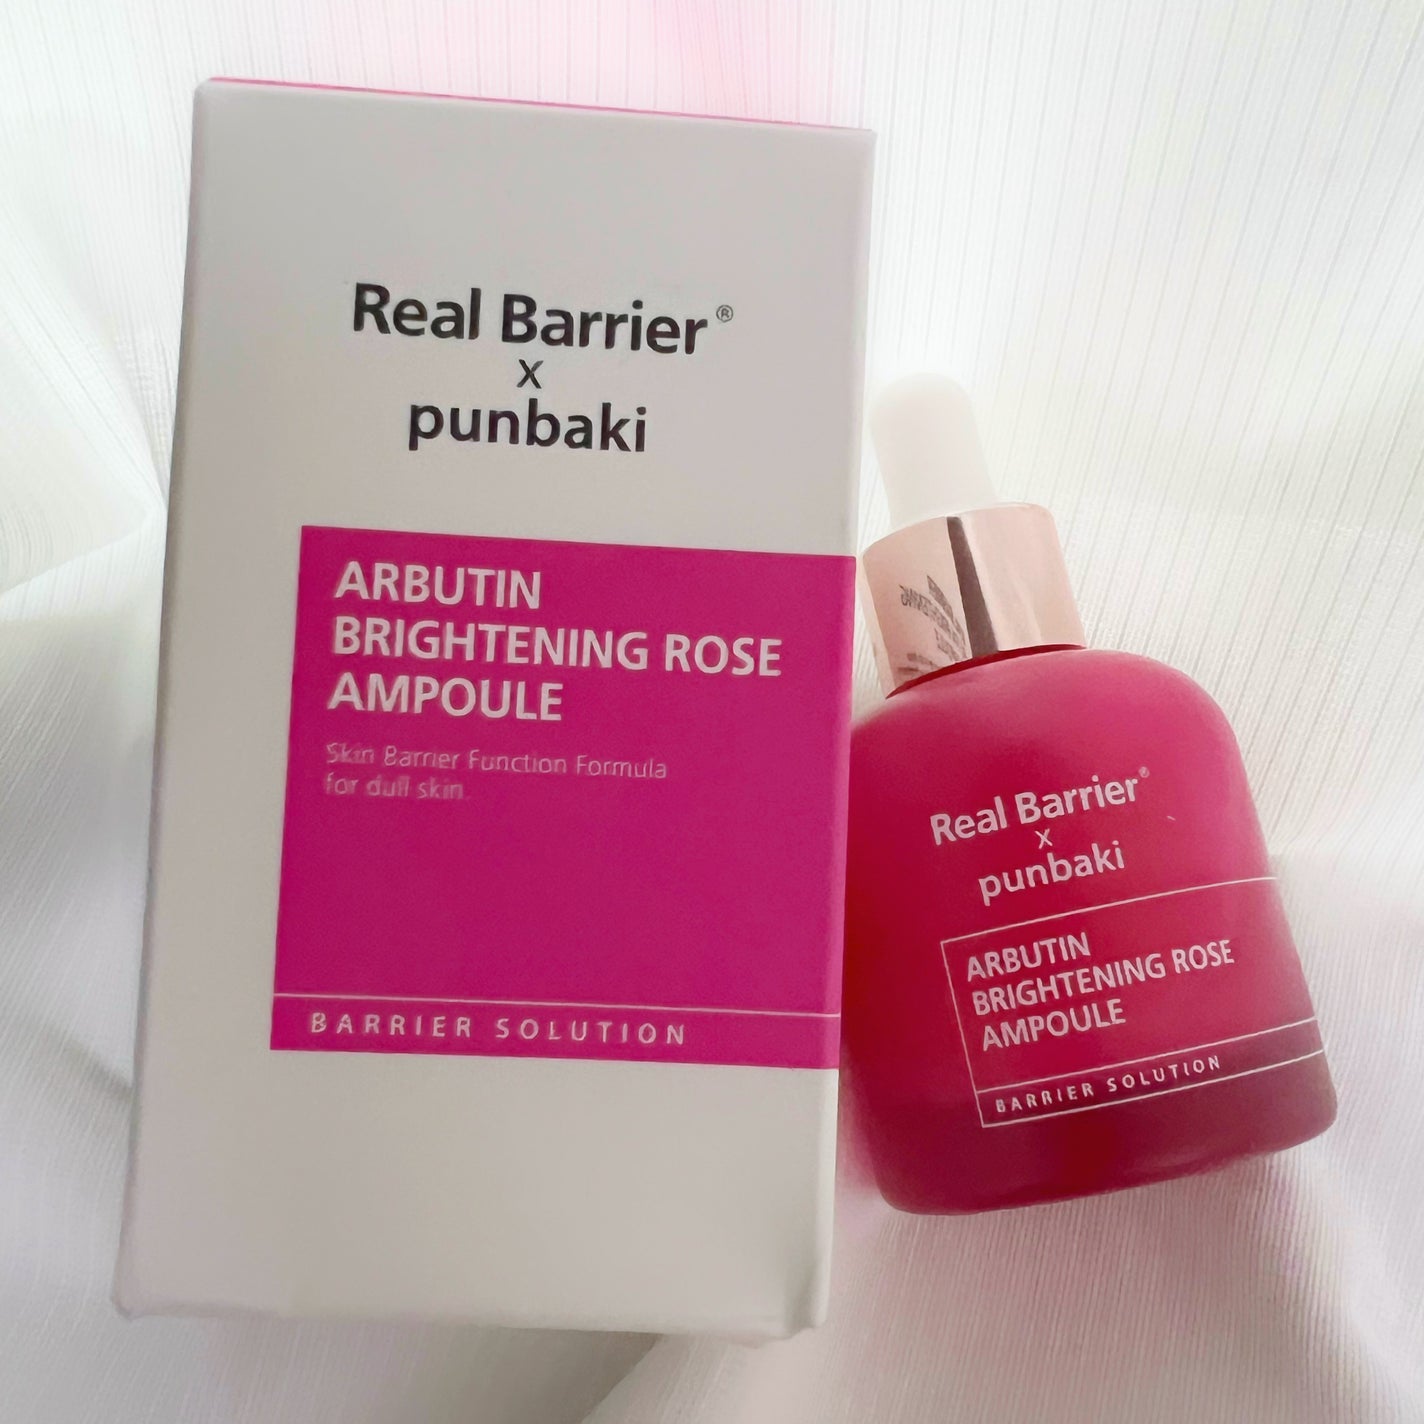 Real Barrier®
x
punbaki
ARBUTIN
BRIGHTENING ROSE
AMPOULE
Skin Barrier Function Formula
for dull skin
BARRIER SOLUTION
Real Barrier®
x
punbaki
ARBUTIN
BRIGHTENING ROSE
AMPOULE
BARRIER SOLUTION